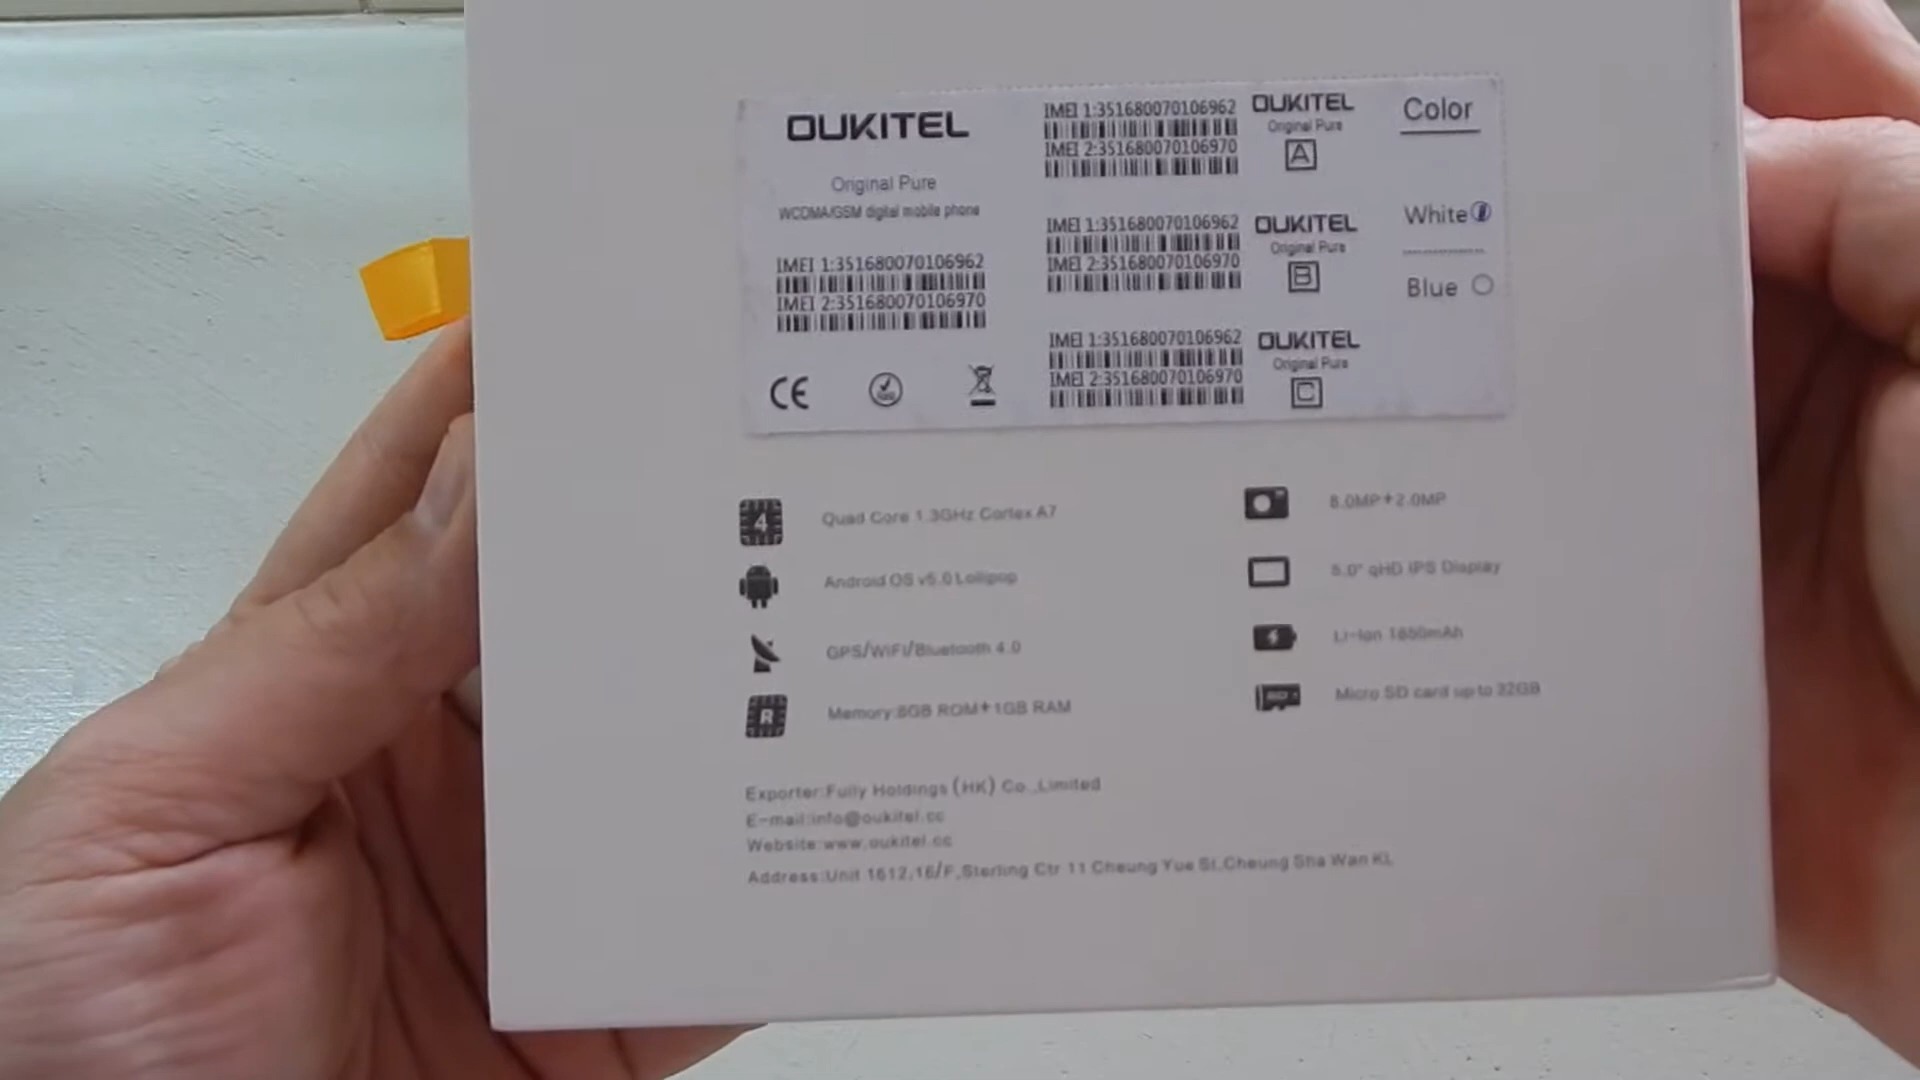 OUKITEL
Original Pure
WCDMA/GSM digital mobile phone
IMEI 1:351680070106962
IMEI 2:351680070106970
CE
IMEI 1:351680070106962
IMEI 2:351680070106970
OUKITEL
Original Pure
A
IMEI 1:351680070106962
IMEI 2:351680070106970
OUKITEL
Original Pure
B
IMEI 1:351680070106962
IMEI 2:351680070106970
OUKITEL
Original Pure
C
Color
White
Blue
4
Quad Core 1.3GHz Cortex A7
Android OS v5.0 Lollipop
GPS/WiFi/Bluetooth 4.0
R
Memory:8GB ROM+1GB RAM
8.0MP+2.0MP
5.0" qHD IPS Display
Li-Ion 1850mAh
Micro SD card up to 32GB
Exporter:Fully Holdings (HK) Co.,Limited
E-mail:info@oukitel.cc
Website:www.oukitel.cc
Address:Unit 1612,16/F,Sterling Ctr 11 Cheung Yue St,Cheung Sha Wan KL